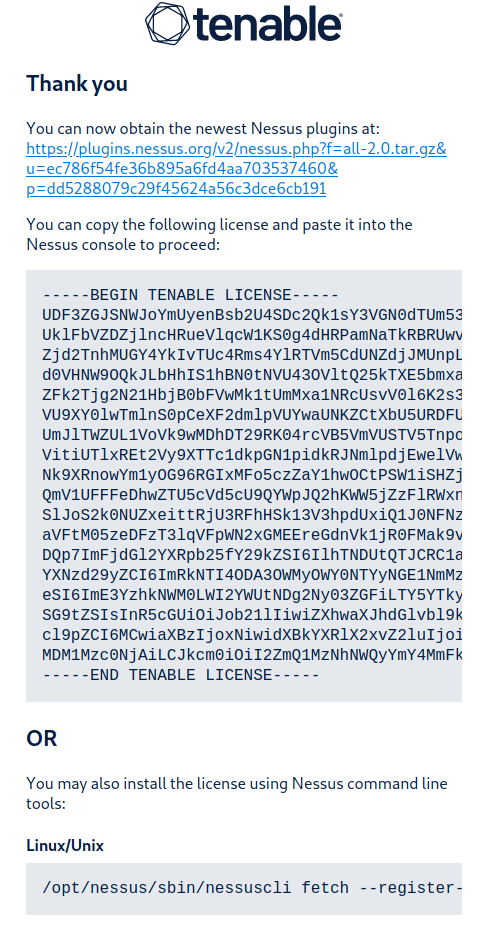 tenable
Thank you
You can now obtain the newest Nessus plugins at:
https://plugins.nessus.org/v2/nessus.php?f=all-2.0.tar.gz&
u=ec786f54fe36b895a6fd4aa703537460&
p=dd5288079c29f45624a56c3dce6cb191
You can copy the following license and paste it into the
Nessus console to proceed:
-----BEGIN TENABLE LICENSE-----
UDF3ZGJSNWJoYmUyenBsb2U4SDc2Qk1sY3VGN0dTUm53
UklFbVZDZjlncHRueVlqcW1KS0g4dHRPamNaTkRBRUwv
Zjd2TnhMUGY4YkIvTUc4Rms4YlRTVm5CdUNZdjJMUnpL
d0VHNW9OQkJLbHhIS1hBN0tNVU43OVltQ25kTXE5bmxa
ZFk2Tjg2N21HbjB0bFVwMk1tUmMxa1NRcUsvV0l6K2s3
VU9XY0lwTmlnS0pCeXF2dmlpVUYwaUNKZCtXbU5URDFU
UmJlTWZUL1VoVk9wMDhDT29RK04rcVB5VmVUSTV5Tnpo
VitiUTlxREt2Vy9XTTc1dkpGN1pidkRJNmlpdjEwelVw
Nk9XRnowYm1yOG96RGIxMFo5czZaY1hwOCtPSW1iSHZj
QmV1UFFFeDhwZTU5cVd5cU9QYWpJQ2hKWW5jZzFlRWxn
SlJoS2k0NUZxeittRjU3RFhHSk13V3hpdUxiQ1J0NFNz
aVFtM05zeDFzT3lqVFpWN2xGMEEreGdnVk1jR0FMak9v
DQp7ImFjdGl2YXRpb25fY29kZSI6IlhTNDUtQTJCRC1a
YXNzd29yZCI6ImRkNTI4ODA3OWMyOWY0NTYyNGE1NmMz
eSI6ImE3YzhkNWM0LWI2YWUtNDg2Ny03ZGFiLTY5YTky
SG9tZSIsInR5cGUiOiJob21lIiwiZXhwaXJhdGlvbl9k
cl9pZCI6MCwiaXBzIjoxNiwidXBkYXRlX2xvZ2luIjoi
MDM1Mzc0NjAiLCJkcm0iOiI2ZmQ1MzNhNWQyYmY4MmFk
-----END TENABLE LICENSE-----
OR
You may also install the license using Nessus command line
tools:
Linux/Unix
/opt/nessus/sbin/nessuscli fetch --register-